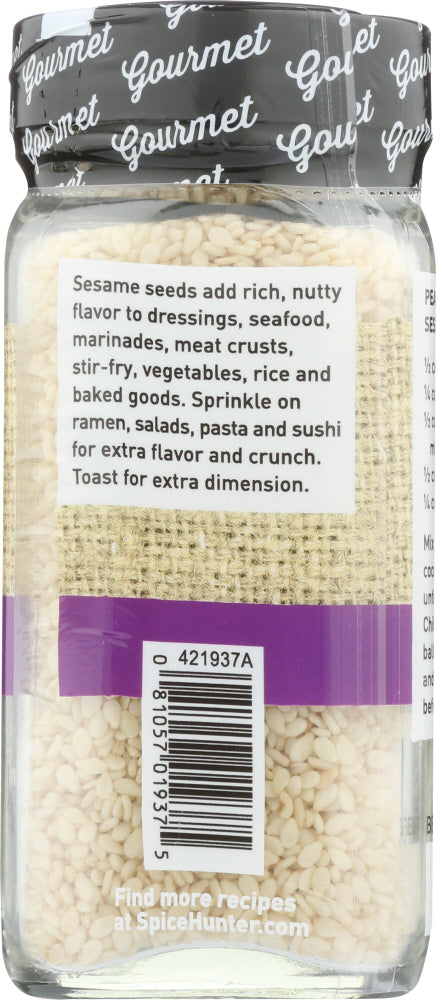 Gourmet Gourmet
Gourmet Gourmet
Sesame seeds add rich, nutty
flavor to dressings, seafood,
marinades, meat crusts,
stir-fry, vegetables, rice and
baked goods. Sprinkle on
ramen, salads, pasta and sushi
for extra flavor and crunch.
Toast for extra dimension.
421937A
0 81057 01937 5
Find more recipes
at SpiceHunter.com